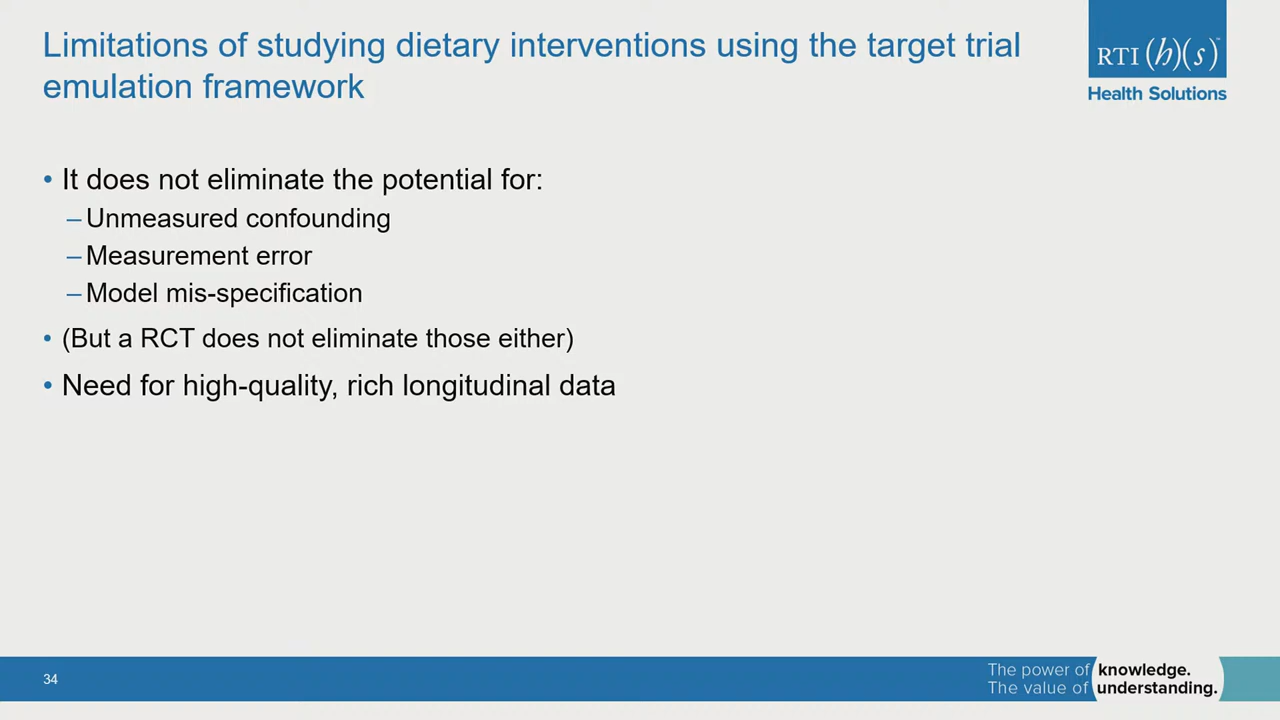 Limitations of studying dietary interventions using the target trial
emulation framework
RTI (h)(s)™
Health Solutions
• It does not eliminate the potential for:
– Unmeasured confounding
– Measurement error
– Model mis-specification
• (But a RCT does not eliminate those either)
• Need for high-quality, rich longitudinal data
34
The power of knowledge.
The value of understanding.